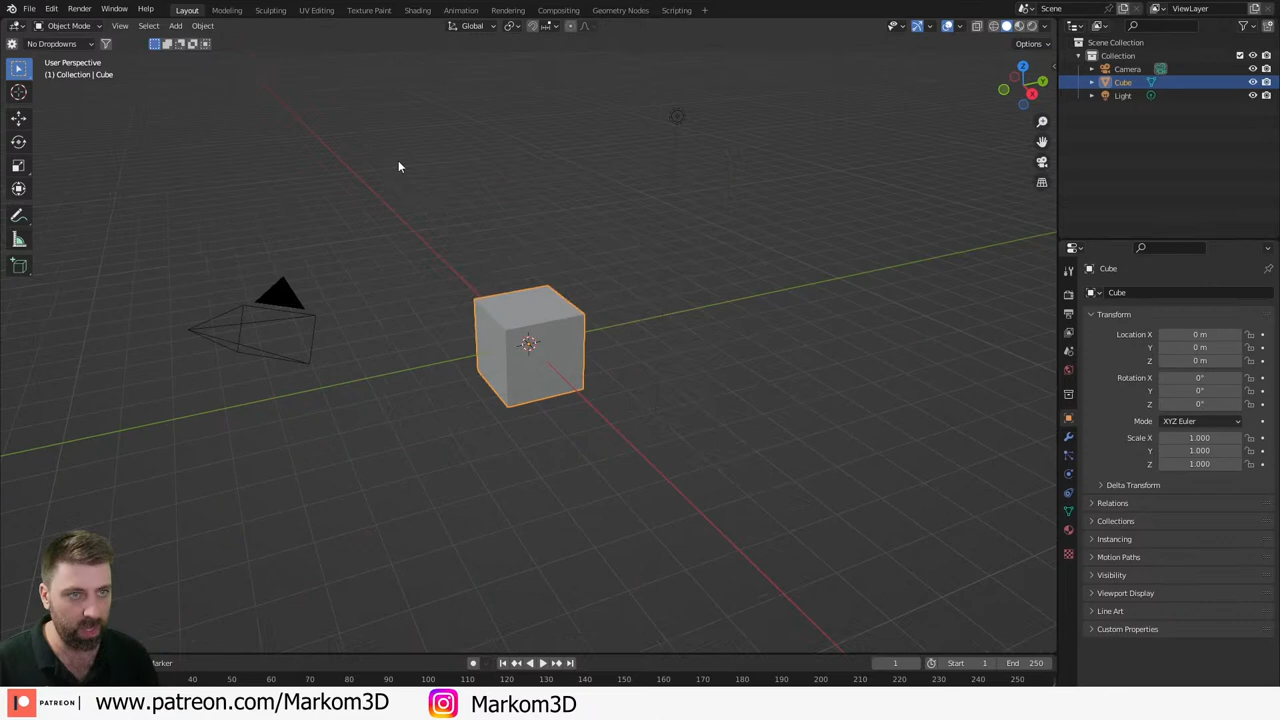 File Edit Render Window Help Layout Modeling Sculpting UV Editing Texture Paint Shading Animation Rendering Compositing Geometry Nodes Scripting + Scene ViewLayer
Object Mode View Select Add Object Global
No Dropdowns Options
User Perspective
(1) Collection | Cube
Scene Collection
Collection
Camera
Cube
Light
Z
Y
X
Cube
Cube
Transform
Location X 0 m
Y 0 m
Z 0 m
Rotation X 0°
Y 0°
Z 0°
Mode XYZ Euler
Scale X 1.000
Y 1.000
Z 1.000
Delta Transform
Relations
Collections
Instancing
Motion Paths
Visibility
Viewport Display
Line Art
Custom Properties
Marker 1 Start 1 End 250
40 50 60 70 80 90 100 110 120 130 140 150 160 170 180 190 200 210 220 230 240 250
PATREON www.patreon.com/Markom3D Markom3D